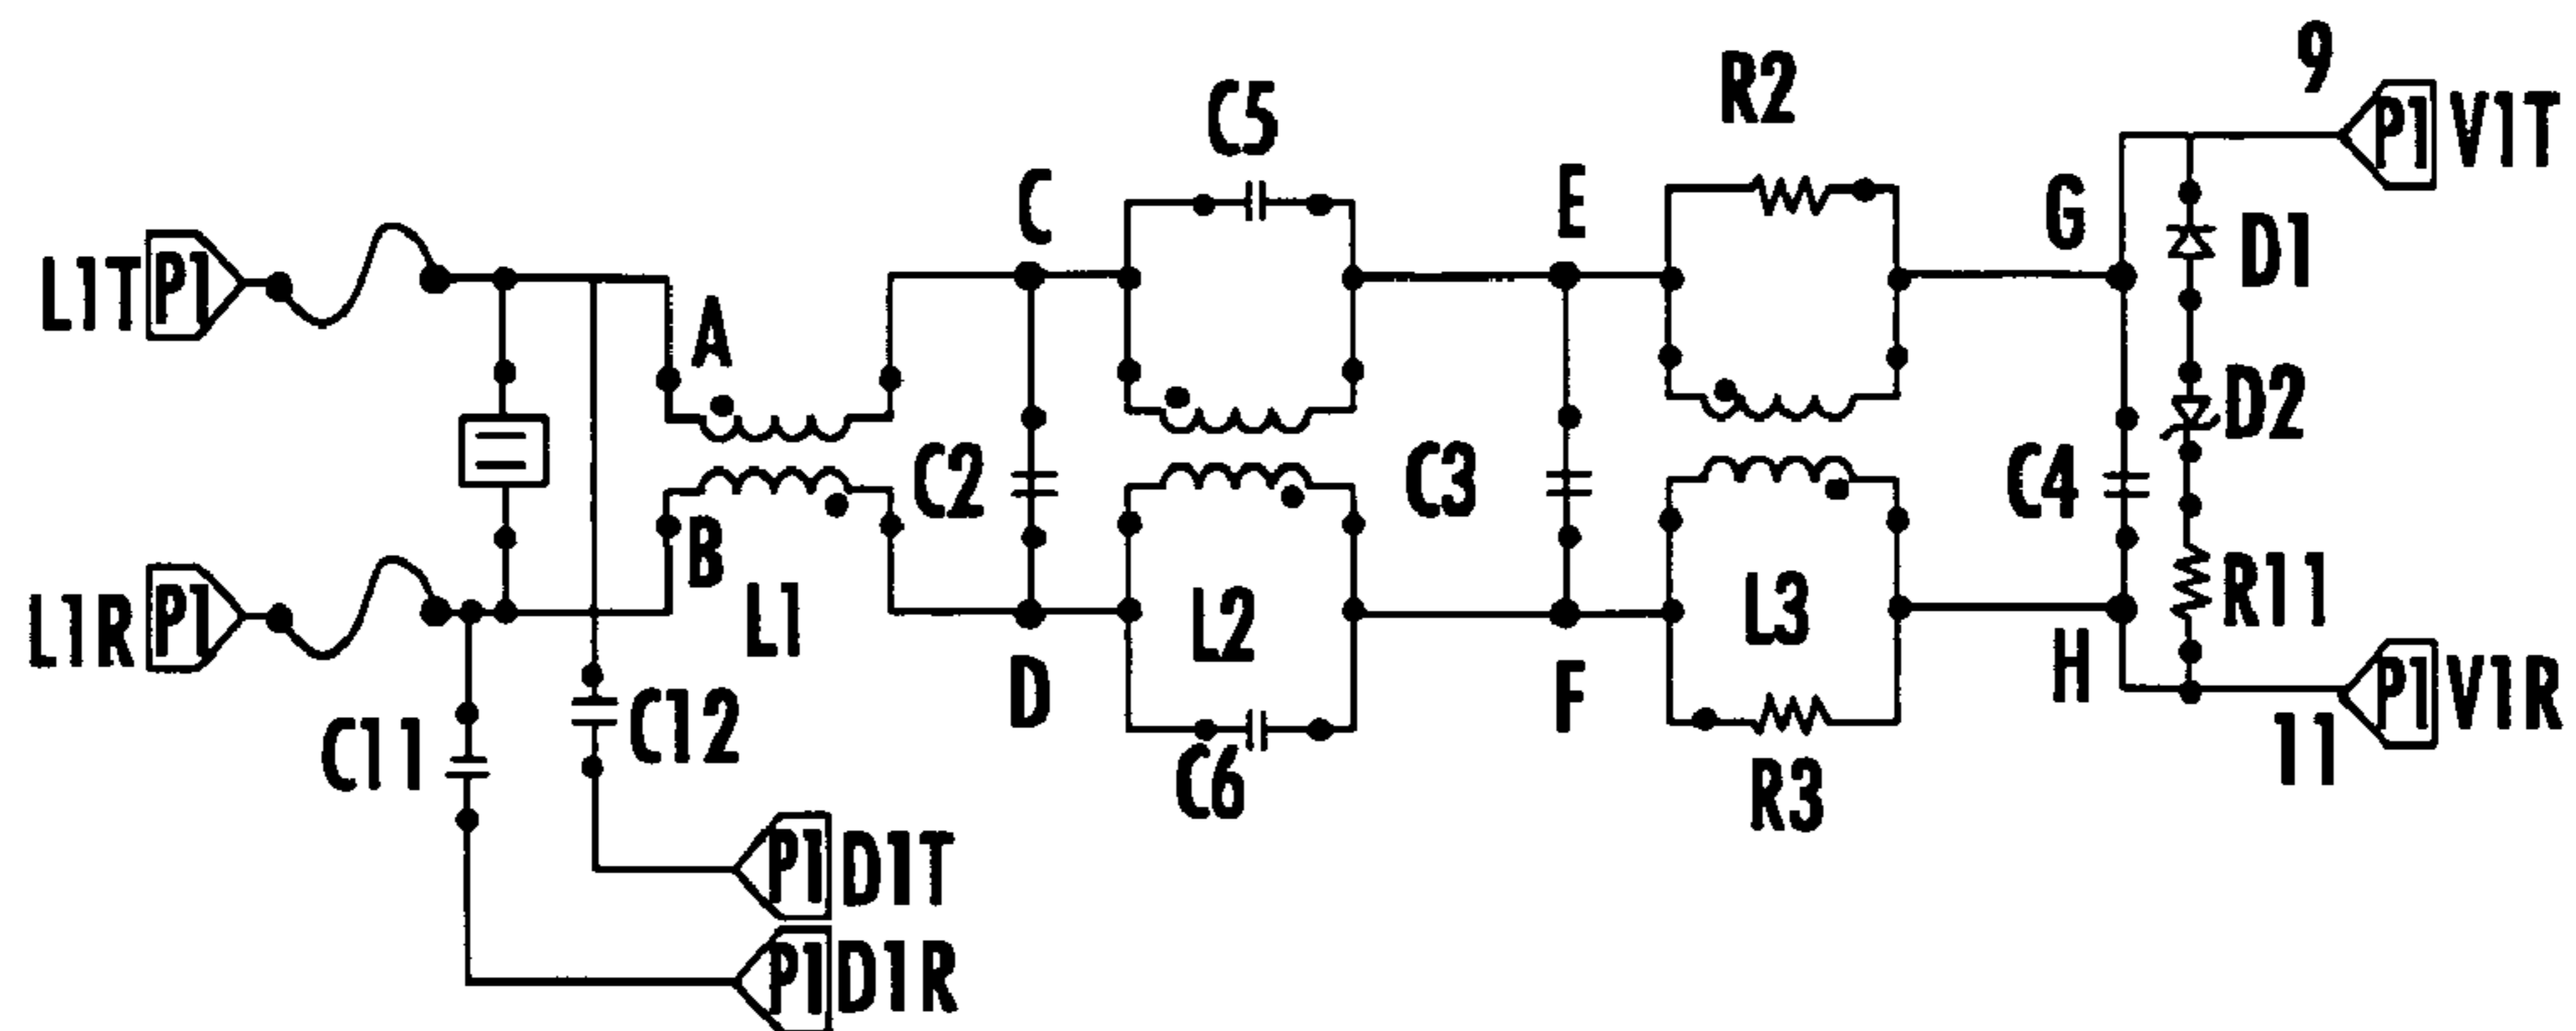 9
R2
C5
P1 V1T
C
E
G
D1
L1T P1
A
D2
C2
C3
C4
B
L1
L2
L3
R11
L1R P1
D
F
H
P1 V1R
C11
C12
C6
R3
11
P1 D1T
P1 D1R